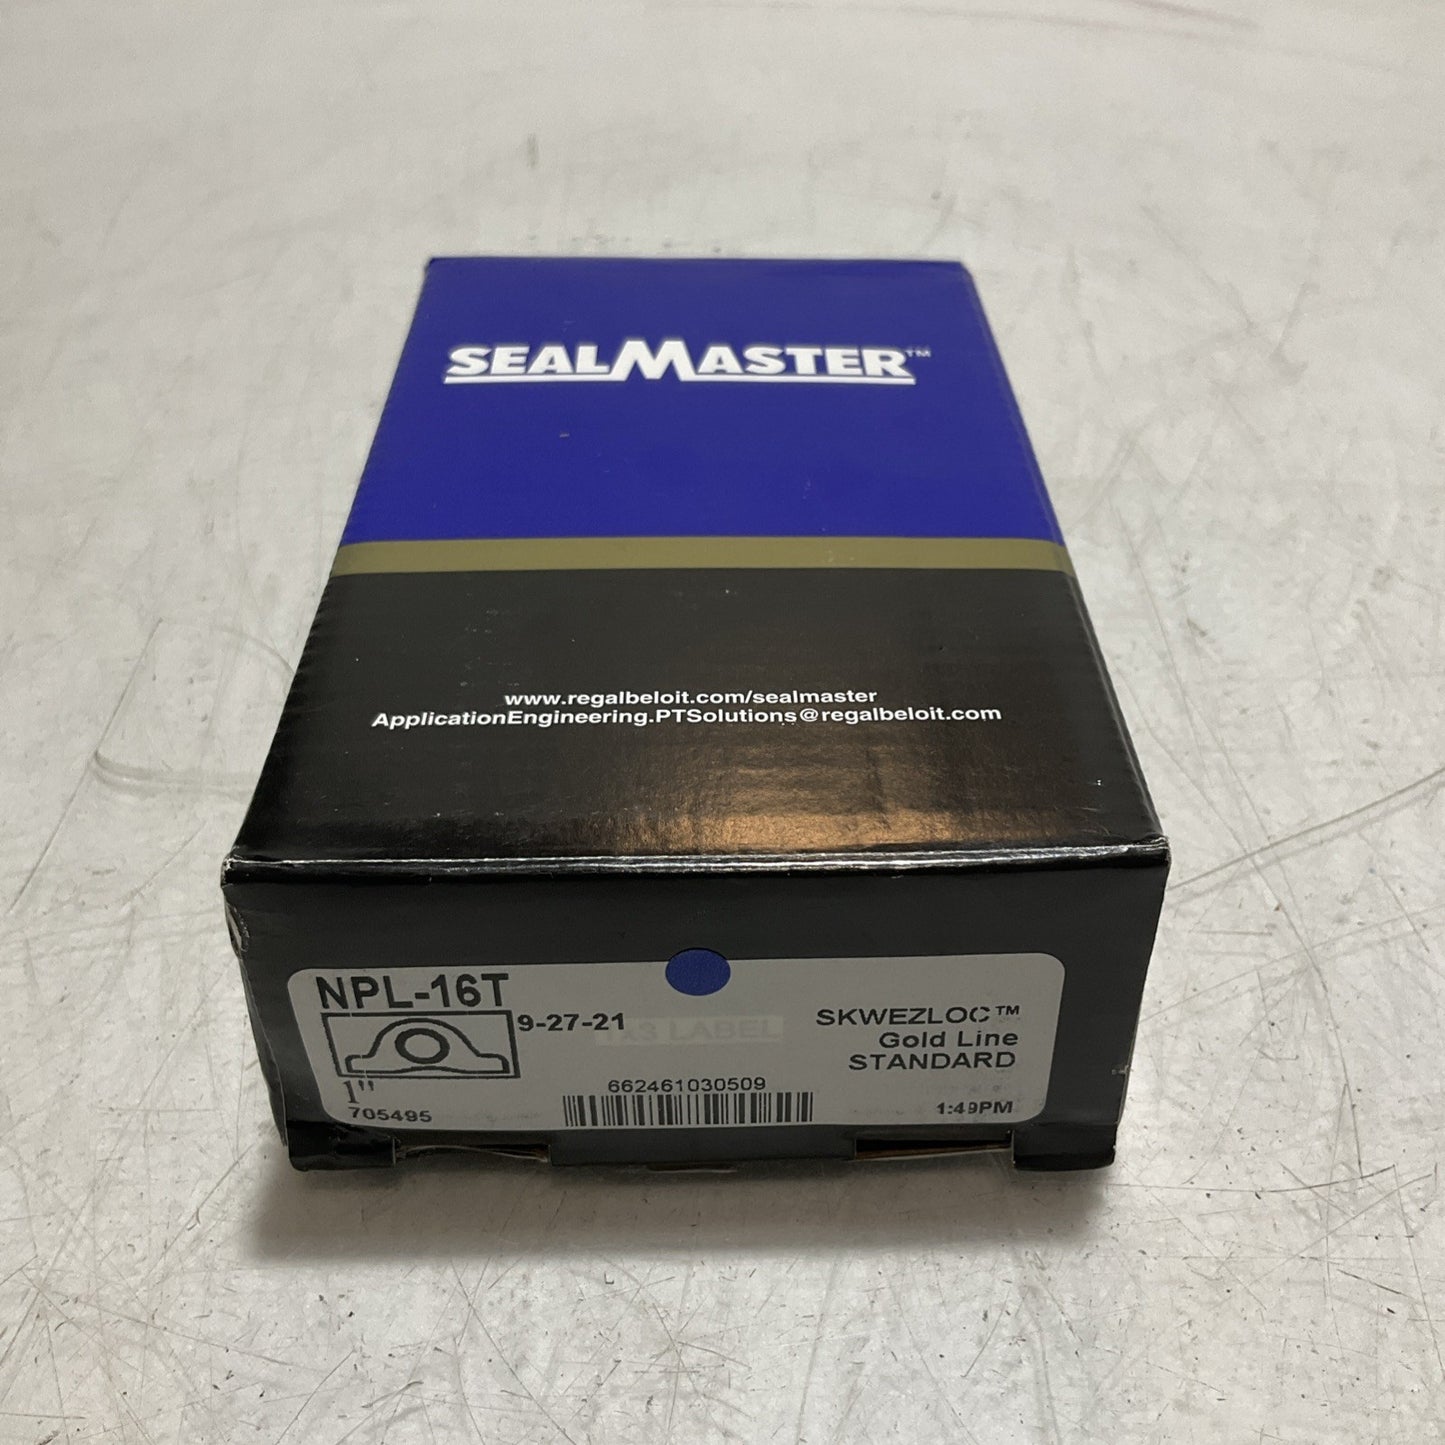 SEALMASTER™
www.regalbeloit.com/sealmaster
ApplicationEngineering.PTSolutions@regalbeloit.com
NPL-16T
9-27-21
LABEL
SKWEZLOC™
Gold Line
STANDARD
1"
705495
662461030509
1:49PM